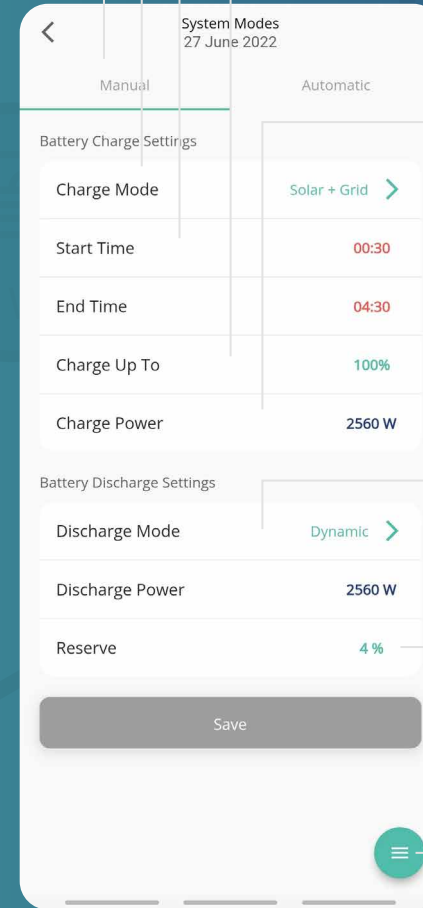 System Modes
27 June 2022
Manual Automatic
Battery Charge Settings
Charge Mode Solar + Grid
Start Time 00:30
End Time 04:30
Charge Up To 100%
Charge Power 2560 W
Battery Discharge Settings
Discharge Mode Dynamic
Discharge Power 2560 W
Reserve 4 %
Save